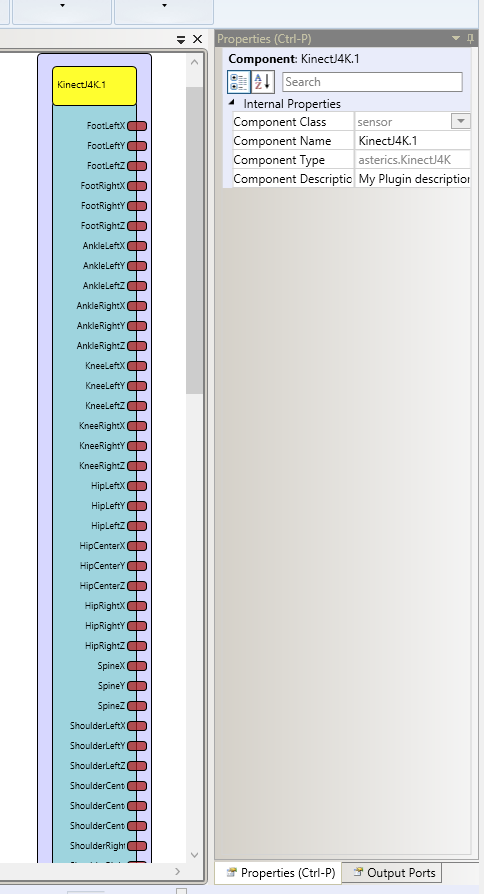 KinectJ4K.1
FootLeftX
FootLeftY
FootLeftZ
FootRightX
FootRightY
FootRightZ
AnkleLeftX
AnkleLeftY
AnkleLeftZ
AnkleRightX
AnkleRightY
AnkleRightZ
KneeLeftX
KneeLeftY
KneeLeftZ
KneeRightX
KneeRightY
KneeRightZ
HipLeftX
HipLeftY
HipLeftZ
HipCenterX
HipCenterY
HipCenterZ
HipRightX
HipRightY
HipRightZ
SpineX
SpineY
SpineZ
ShoulderLeftX
ShoulderLeftY
ShoulderLeftZ
ShoulderCent
ShoulderCent
ShoulderCent
ShoulderRight
Properties (Ctrl-P)
Component: KinectJ4K.1
Search
Internal Properties
Component Class sensor
Component Name KinectJ4K.1
Component Type asterics.KinectJ4K
Component Descriptio My Plugin description
Properties (Ctrl-P) Output Ports